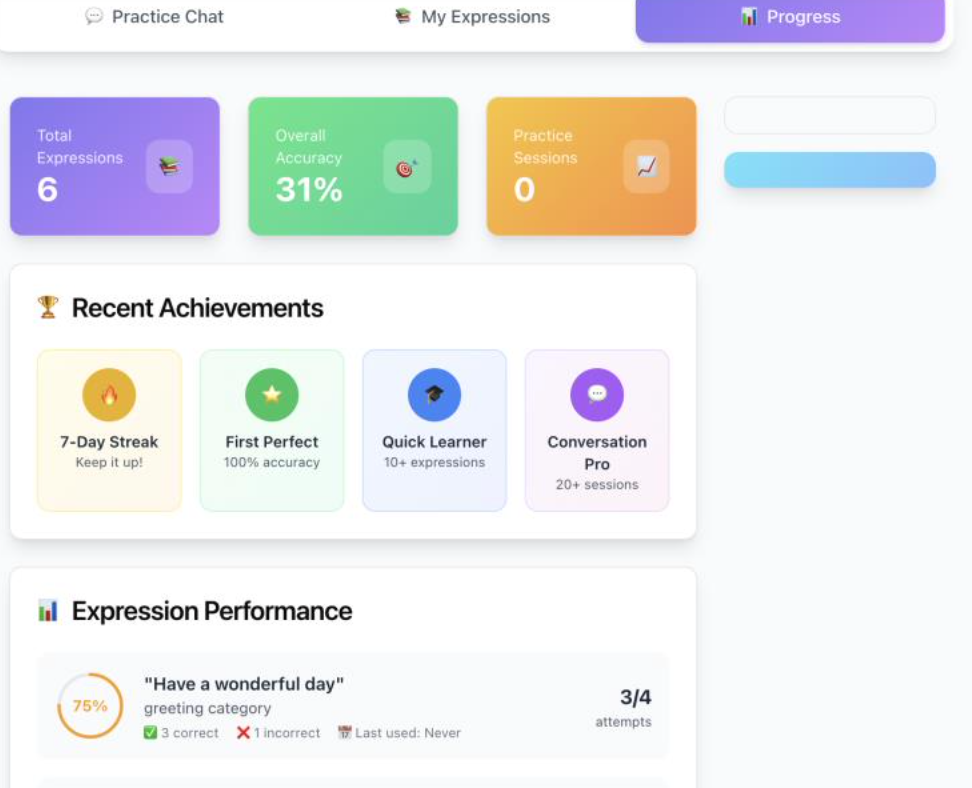 Practice Chat
My Expressions
Progress
Total
Expressions
6
Overall
Accuracy
31%
Practice
Sessions
0
Recent Achievements
7-Day Streak
Keep it up!
First Perfect
100% accuracy
Quick Learner
10+ expressions
Conversation
Pro
20+ sessions
Expression Performance
75%
"Have a wonderful day"
greeting category
3 correct 1 incorrect Last used: Never
3/4
attempts